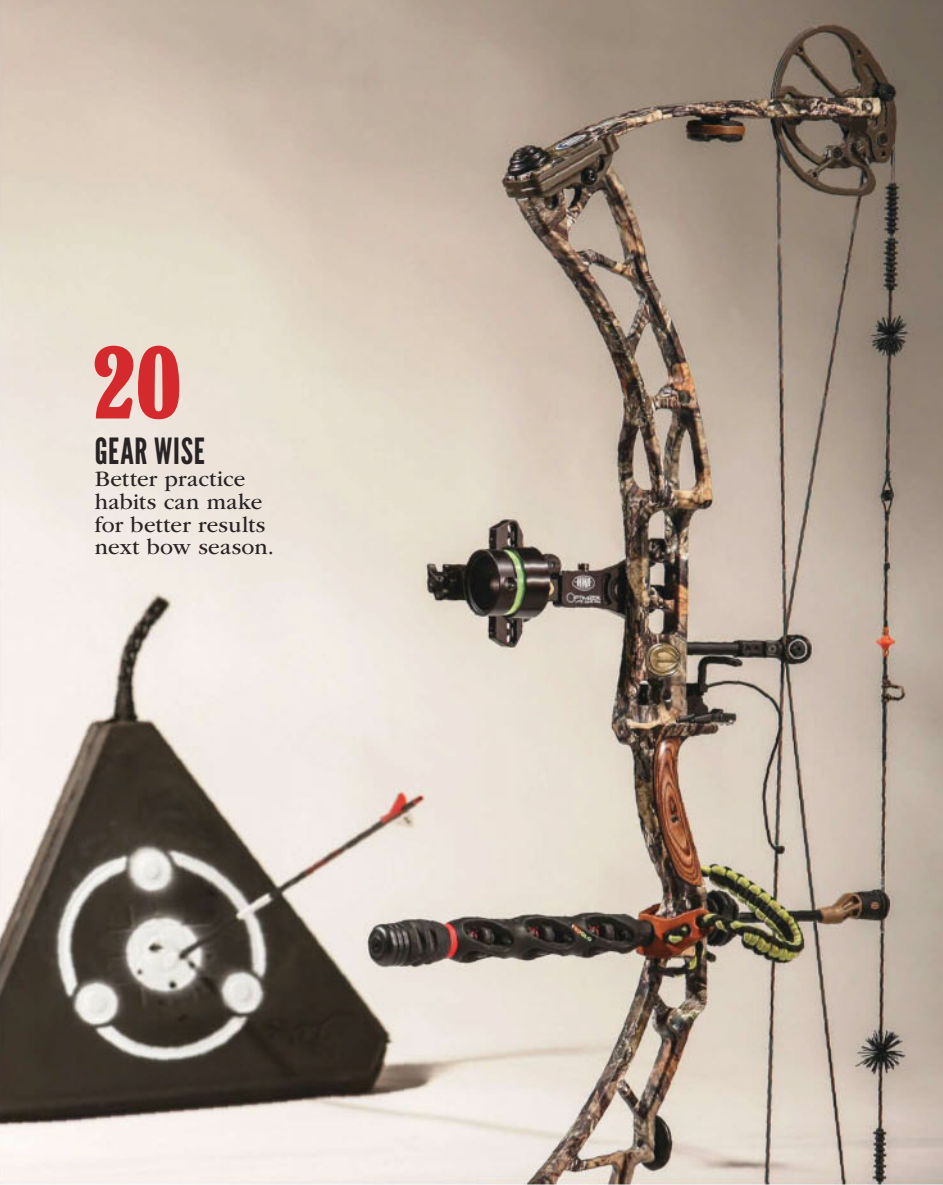 20
GEAR WISE
Better practice
habits can make
for better results
next bow season.